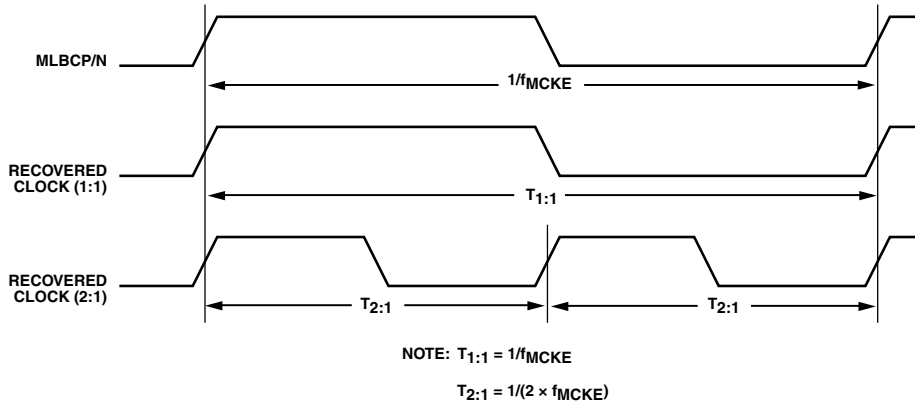 MLBCP/N
1/fMCKE
RECOVERED
CLOCK (1:1)
T1:1
RECOVERED
CLOCK (2:1)
T2:1
T2:1
NOTE: T1:1 = 1/fMCKE
T2:1 = 1/(2 × fMCKE)